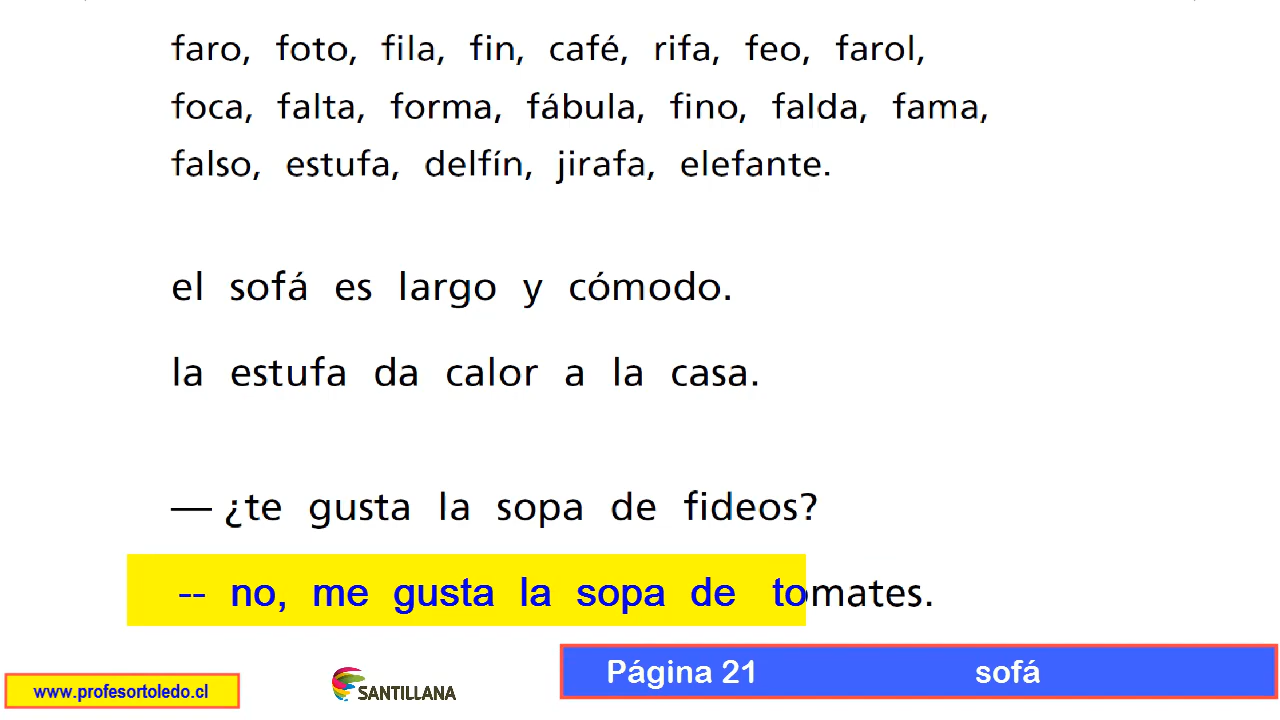 faro, foto, fila, fin, café, rifa, feo, farol,
foca, falta, forma, fábula, fino, falda, fama,
falso, estufa, delfín, jirafa, elefante.
el sofá es largo y cómodo.
la estufa da calor a la casa.
— ¿te gusta la sopa de fideos?
-- no, me gusta la sopa de tomates.
www.profesortoledo.cl
SANTILLANA
Página 21 sofá